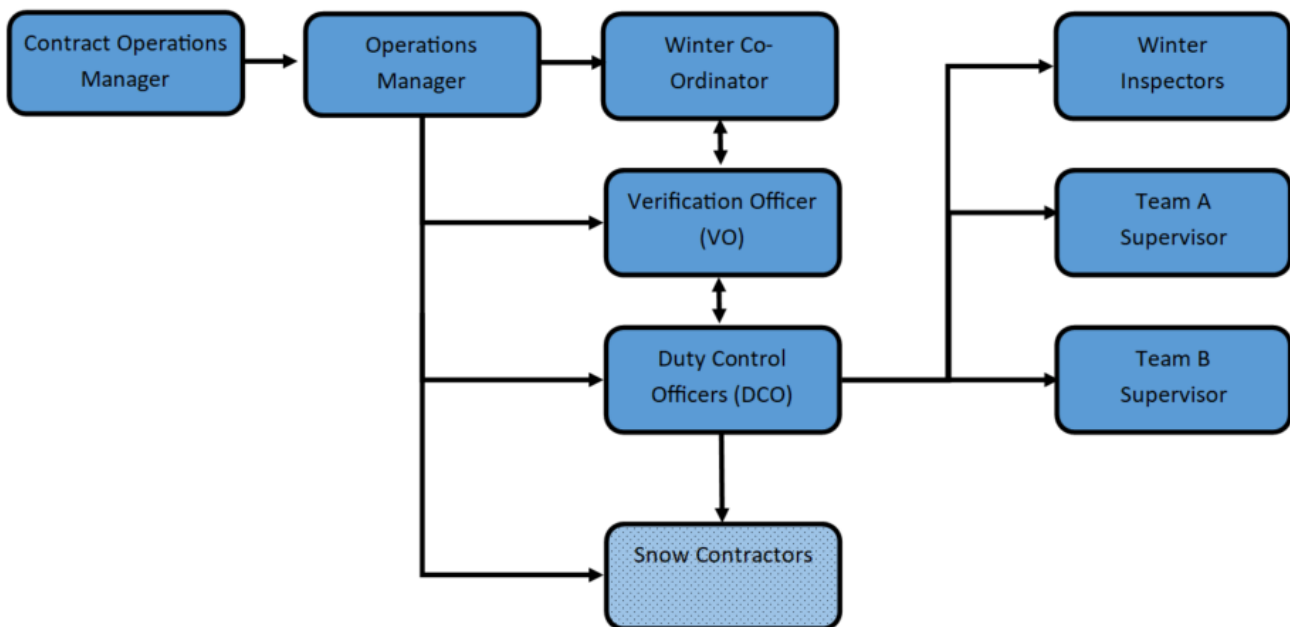 Contract Operations
Manager
Operations
Manager
Winter Co-
Ordinator
Winter
Inspectors
Verification Officer
(VO)
Team A
Supervisor
Duty Control
Officers (DCO)
Team B
Supervisor
Snow Contractors